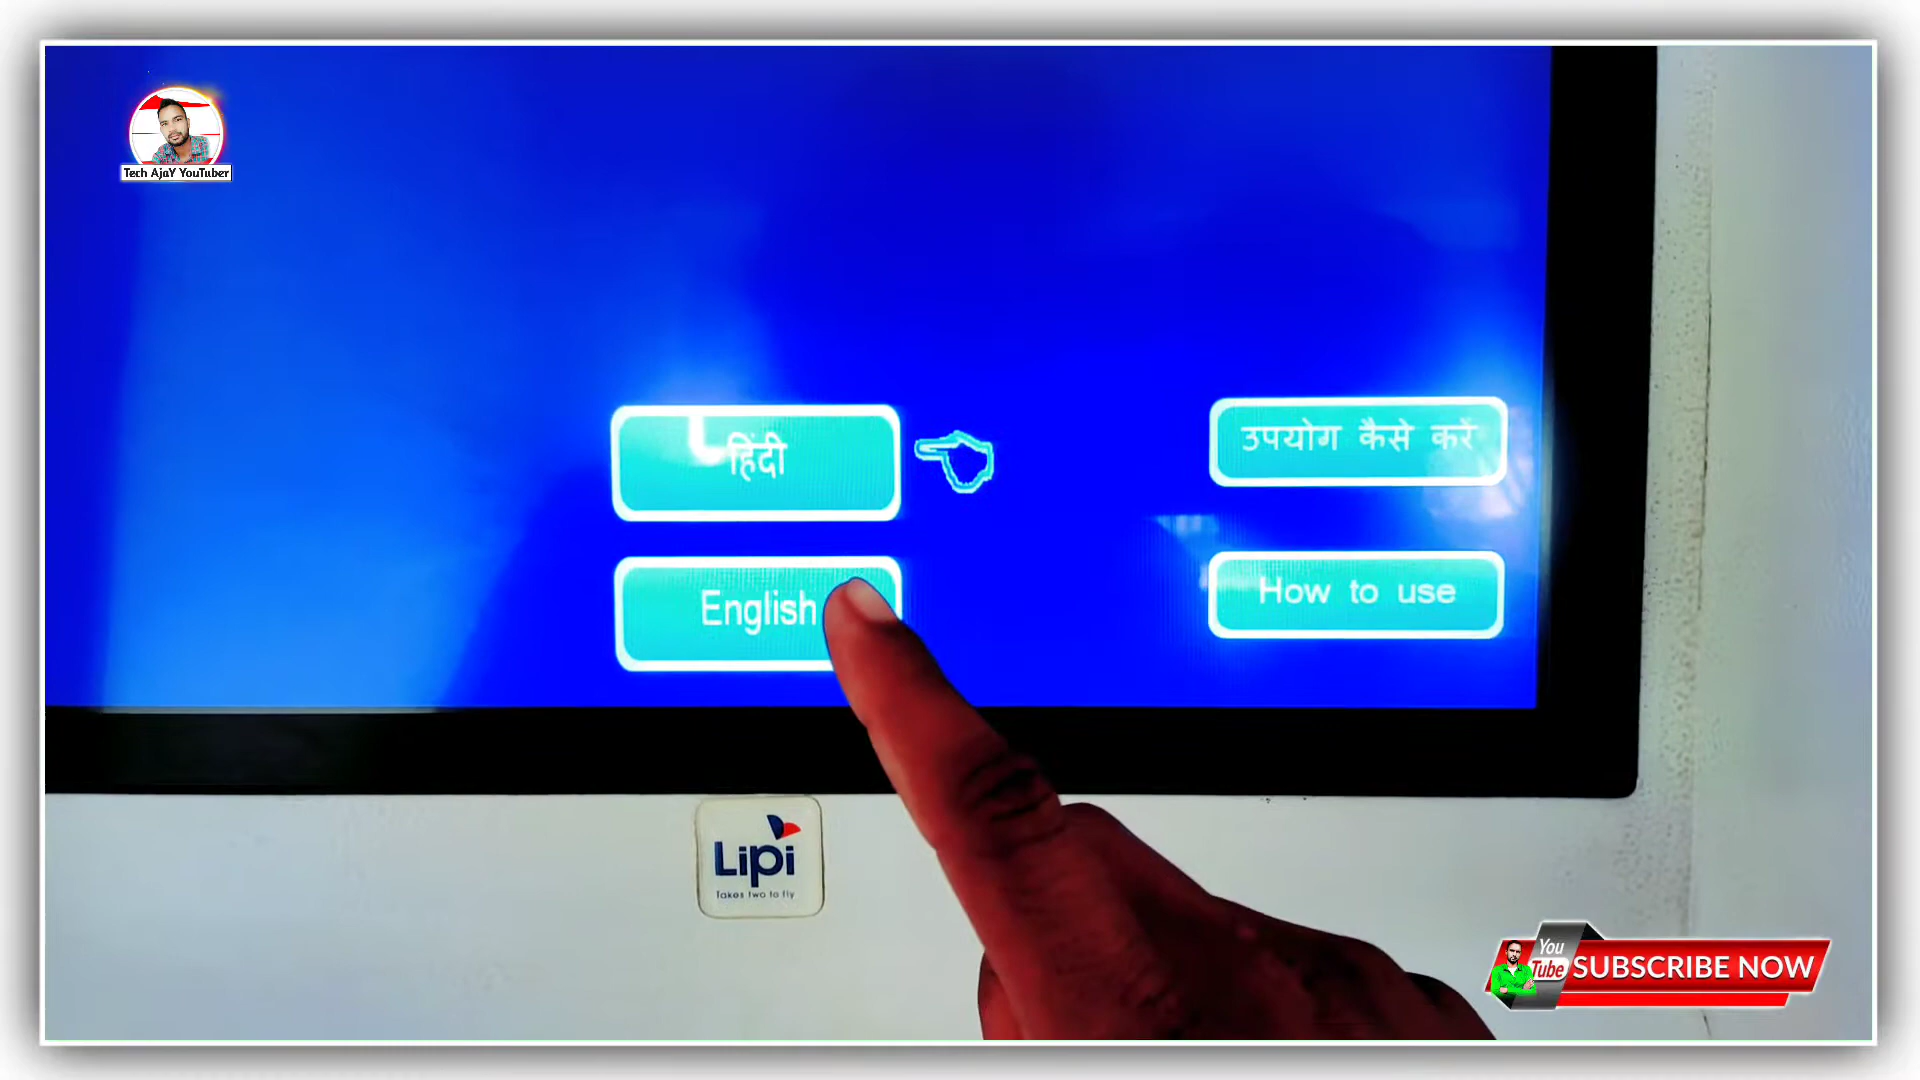 Tech AjaY YouTuber
हिंदी
उपयोग कैसे करें
English
How to use
Lipi
Takes two to fly
You
Tube
SUBSCRIBE NOW